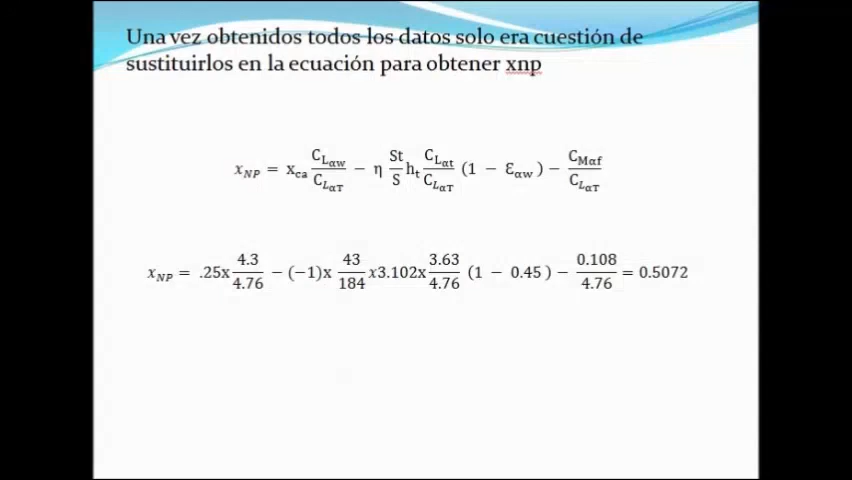 Una vez obtenidos todos los datos solo era cuestión de
sustituirlos en la ecuación para obtener xnp
x_NP = x_ca C_Lαw/C_LαT − η St/S h_t C_Lαt/C_LαT (1 − Ɛ_αw) − C_Mαf/C_LαT
x_NP = .25x 4.3/4.76 − (−1)x 43/184 x3.102x 3.63/4.76 (1 − 0.45) − 0.108/4.76 = 0.5072